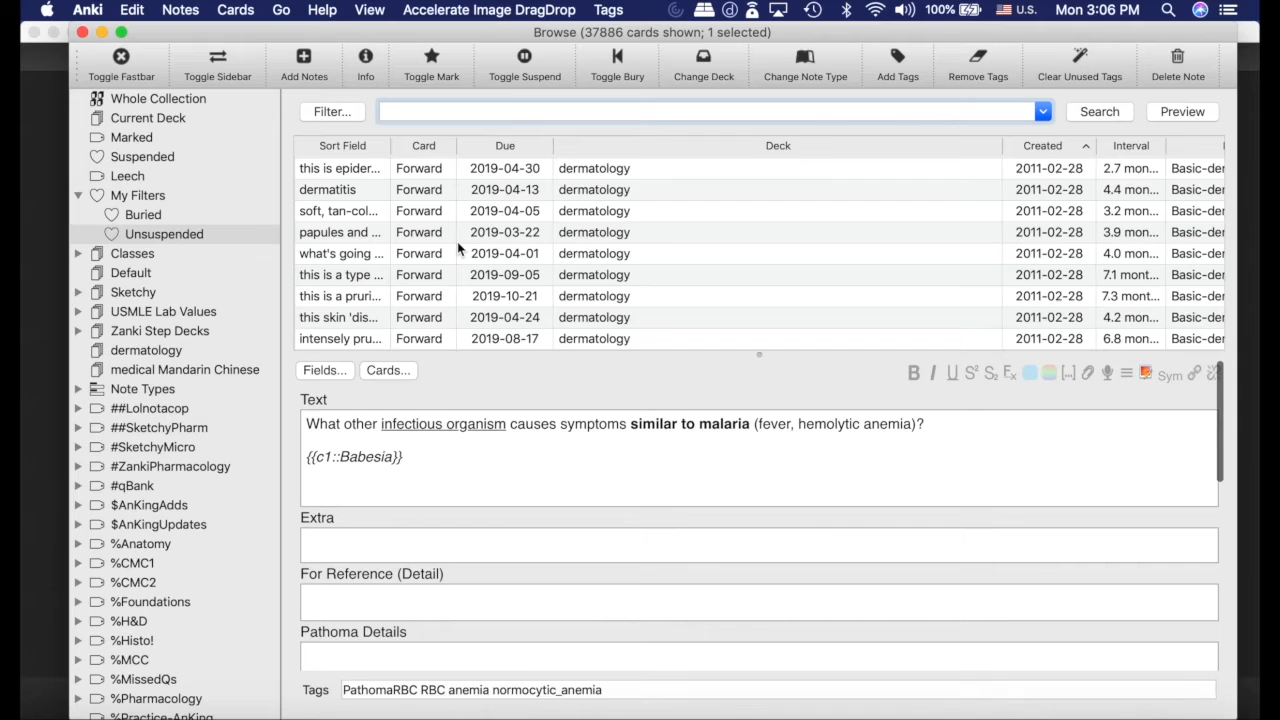 Anki Edit Notes Cards Go Help View Accelerate Image DragDrop Tags 100% U.S. Mon 3:06 PM
Browse (37886 cards shown; 1 selected)
Toggle Fastbar Toggle Sidebar Add Notes Info Toggle Mark Toggle Suspend Toggle Bury Change Deck Change Note Type Add Tags Remove Tags Clear Unused Tags Delete Note
Whole Collection
Current Deck
Marked
Suspended
Leech
My Filters
Buried
Unsuspended
Classes
Default
Sketchy
USMLE Lab Values
Zanki Step Decks
dermatology
medical Mandarin Chinese
Note Types
##Lolnotacop
##SketchyPharm
#SketchyMicro
#ZankiPharmacology
#qBank
$AnKingAdds
$AnKingUpdates
%Anatomy
%CMC1
%CMC2
%Foundations
%H&D
%Histo!
%MCC
%MissedQs
%Pharmacology
%Practice-AnKing
Filter... Search Preview
Sort Field Card Due Deck Created Interval
this is epider... Forward 2019-04-30 dermatology 2011-02-28 2.7 mon... Basic-der
dermatitis Forward 2019-04-13 dermatology 2011-02-28 4.4 mon... Basic-der
soft, tan-col... Forward 2019-04-05 dermatology 2011-02-28 3.2 mon... Basic-der
papules and ... Forward 2019-03-22 dermatology 2011-02-28 3.9 mon... Basic-der
what's going ... Forward 2019-04-01 dermatology 2011-02-28 4.0 mon... Basic-der
this is a type ... Forward 2019-09-05 dermatology 2011-02-28 7.1 mont... Basic-der
this is a pruri... Forward 2019-10-21 dermatology 2011-02-28 7.3 mont... Basic-der
this skin 'dis... Forward 2019-04-24 dermatology 2011-02-28 4.2 mon... Basic-der
intensely pru... Forward 2019-08-17 dermatology 2011-02-28 6.8 mon... Basic-der
Fields... Cards... B I U S² S₂ Ex [...] Sym
Text
What other infectious organism causes symptoms similar to malaria (fever, hemolytic anemia)?
{{c1::Babesia}}
Extra
For Reference (Detail)
Pathoma Details
Tags PathomaRBC RBC anemia normocytic_anemia